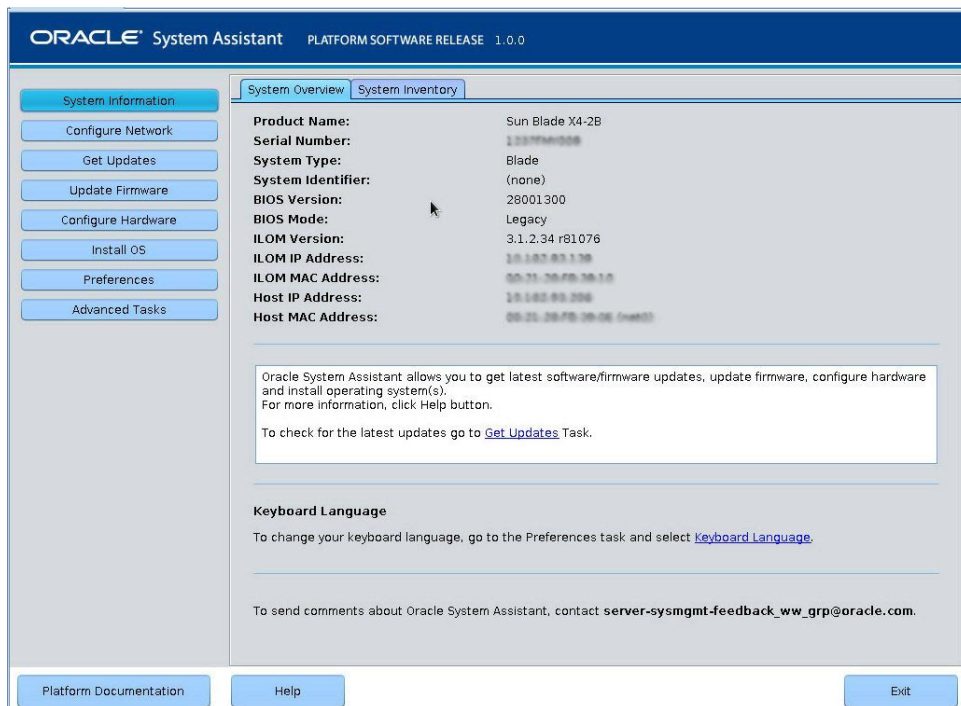 ORACLE System Assistant PLATFORM SOFTWARE RELEASE 1.0.0
System Information
Configure Network
Get Updates
Update Firmware
Configure Hardware
Install OS
Preferences
Advanced Tasks
System Overview System Inventory
Product Name: Sun Blade X4-2B
Serial Number:
System Type: Blade
System Identifier: (none)
BIOS Version: 28001300
BIOS Mode: Legacy
ILOM Version: 3.1.2.34 r81076
ILOM IP Address:
ILOM MAC Address:
Host IP Address:
Host MAC Address:
Oracle System Assistant allows you to get latest software/firmware updates, update firmware, configure hardware
and install operating system(s).
For more information, click Help button.
To check for the latest updates go to Get Updates Task.
Keyboard Language
To change your keyboard language, go to the Preferences task and select Keyboard Language.
To send comments about Oracle System Assistant, contact server-sysmgmt-feedback_ww_grp@oracle.com.
Platform Documentation Help Exit